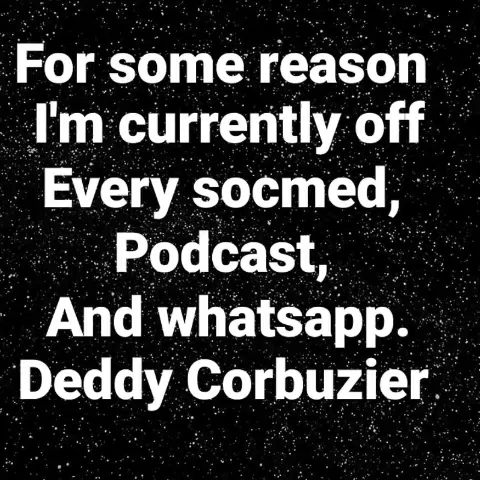 For some reason
I'm currently off
Every socmed,
Podcast,
And whatsapp.
Deddy Corbuzier